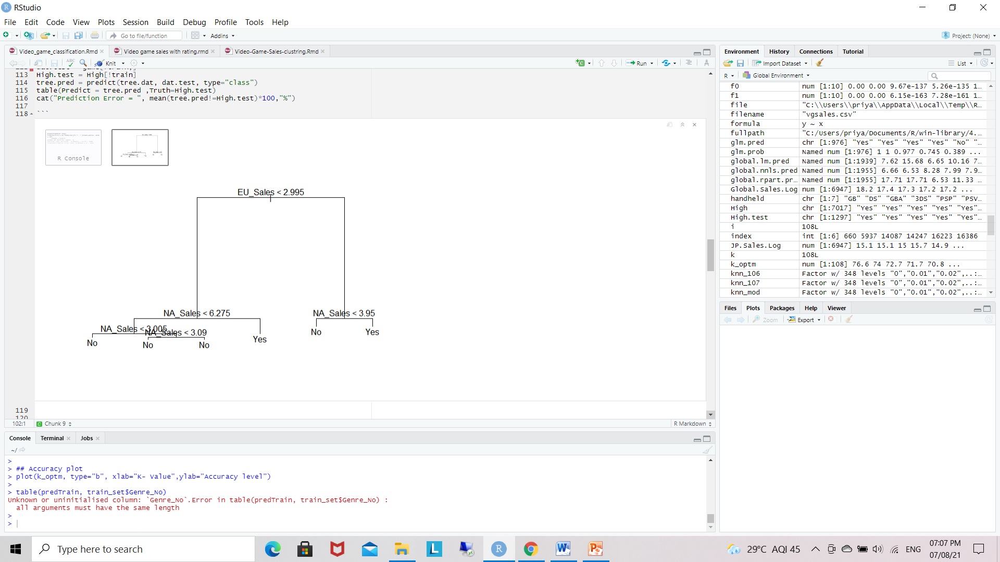 RStudio
File Edit Code View Plots Session Build Debug Profile Tools Help
Go to file/function Addins Project: (None)
Video_game_classification.Rmd Video game sales with rating.rmd Video-Game-Sales-clustring.Rmd
ABC Knit Run
113 High.test = High[!train]
114 tree.pred = predict(tree.dat, dat.test, type="class")
115 table(Predict = tree.pred ,Truth=High.test)
116 cat("Prediction Error = ", mean(tree.pred!=High.test)*100,"%")
117
118 ```
R Console
EU_Sales < 2.995
NA_Sales < 6.275 NA_Sales < 3.95
NA_Sales < 3.005
NA_Sales < 3.09
No Yes
Yes
No
No No
119
120
102:1 Chunk 9 R Markdown
Console Terminal Jobs
~/
>
> ## Accuracy plot
> plot(k_optm, type="b", xlab="K- Value",ylab="Accuracy level")
>
> table(predTrain, train_set$Genre_No)
Unknown or uninitialised column: `Genre_No`.Error in table(predTrain, train_set$Genre_No) :
all arguments must have the same length
>
>
Environment History Connections Tutorial
Import Dataset List
R Global Environment
f0 num [1:10] 0.00 0.00 9.67e-137 5.26e-135 1...
f1 num [1:10] 0.00 0.00 6.15e-163 7.28e-161 1...
file "C:\\Users\\priya\\AppData\\Local\\Temp\\R...
filename "vgsales.csv"
formula y ~ x
fullpath "C:/Users/priya/Documents/R/win-library/4....
glm.pred chr [1:976] "Yes" "Yes" "Yes" "Yes" "No" "...
glm.prob Named num [1:976] 1 1 0.977 0.745 0.389 ...
global.lm.pred Named num [1:1939] 7.62 15.68 6.65 10.16 7...
global.nnls.pred Named num [1:1955] 6.66 6.53 8.28 7.99 7.9...
global.rpart.pr... Named num [1:1955] 17.71 17.71 6.53 11.33 ...
Global.Sales.Log num [1:6947] 18.2 17.4 17.3 17.2 17.2 ...
handheld chr [1:7] "GB" "DS" "GBA" "3DS" "PSP" "PSV...
High chr [1:7017] "Yes" "Yes" "Yes" "Yes" "Yes"...
High.test chr [1:1297] "Yes" "Yes" "Yes" "Yes" "Yes"...
i 108L
index int [1:6] 660 5937 14087 14247 16223 16386
JP.Sales.Log num [1:6947] 15.1 15.1 15 15.7 14.9 ...
k 108L
k_optm num [1:108] 76.6 74 72.7 71.7 70.8 ...
knn_106 Factor w/ 348 levels "0","0.01","0.02",..:...
knn_107 Factor w/ 348 levels "0","0.01","0.02",..:...
knn_mod Factor w/ 348 levels "0","0.01","0.02",..:...
Files Plots Packages Help Viewer
Zoom Export
Type here to search
29°C AQI 45 ENG
07:07 PM
07/08/21